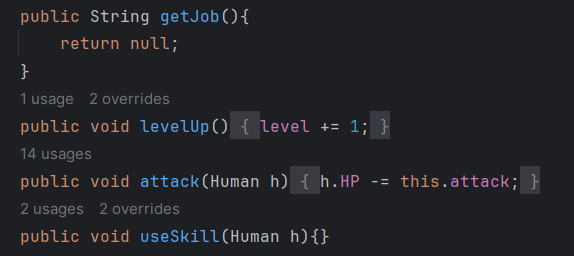 public String getJob(){
    return null;
}
1 usage   2 overrides
public void levelUp() { level += 1; }
14 usages
public void attack(Human h) { h.HP -= this.attack; }
2 usages   2 overrides
public void useSkill(Human h){}